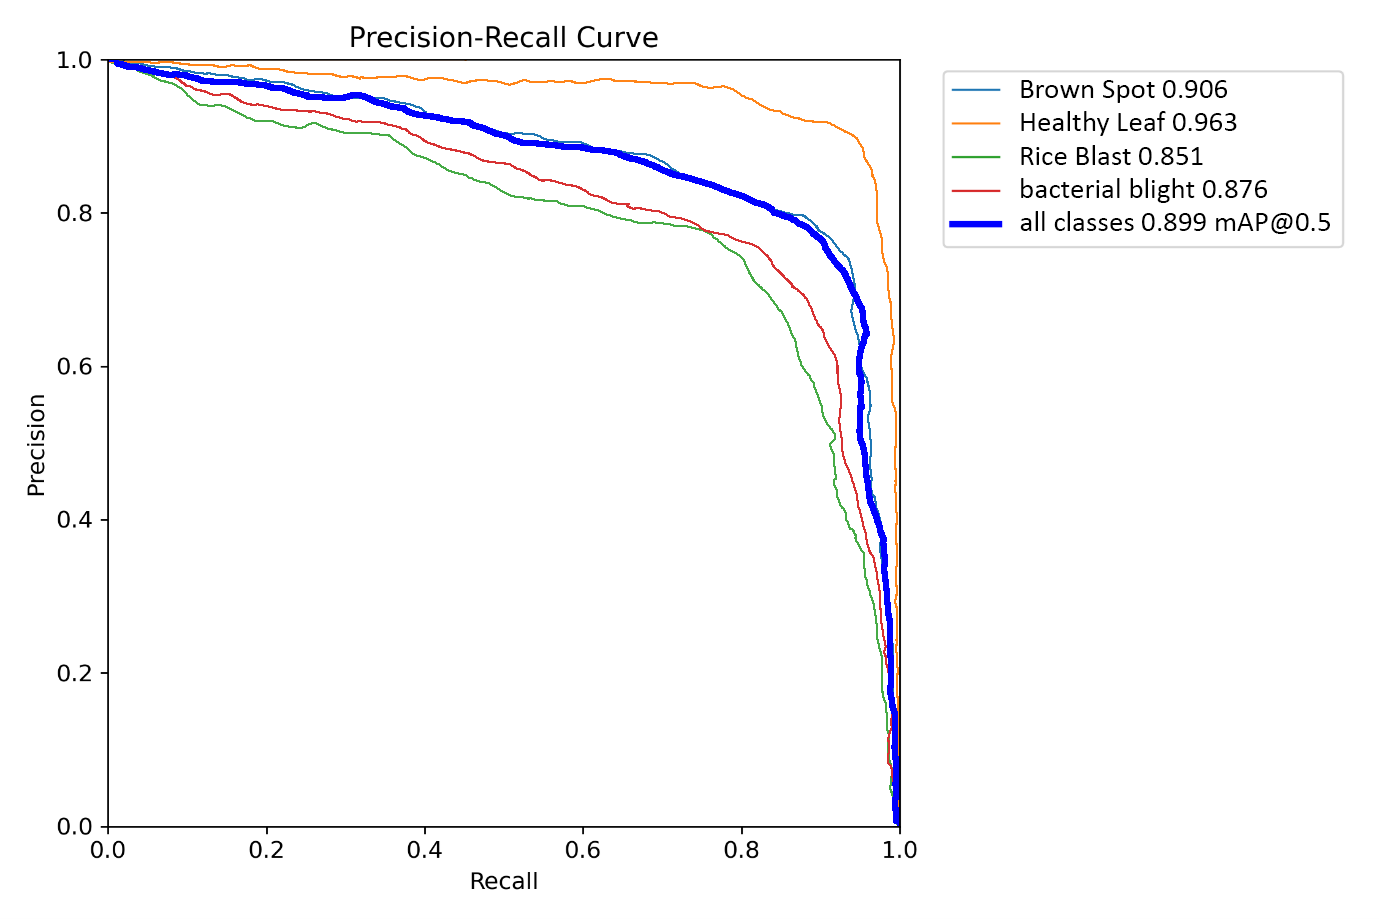 Precision-Recall Curve
1.0
0.8
0.6
0.4
0.2
0.0
Precision
0.0 0.2 0.4 0.6 0.8 1.0
Recall
Brown Spot 0.906
Healthy Leaf 0.963
Rice Blast 0.851
bacterial blight 0.876
all classes 0.899 mAP@0.5